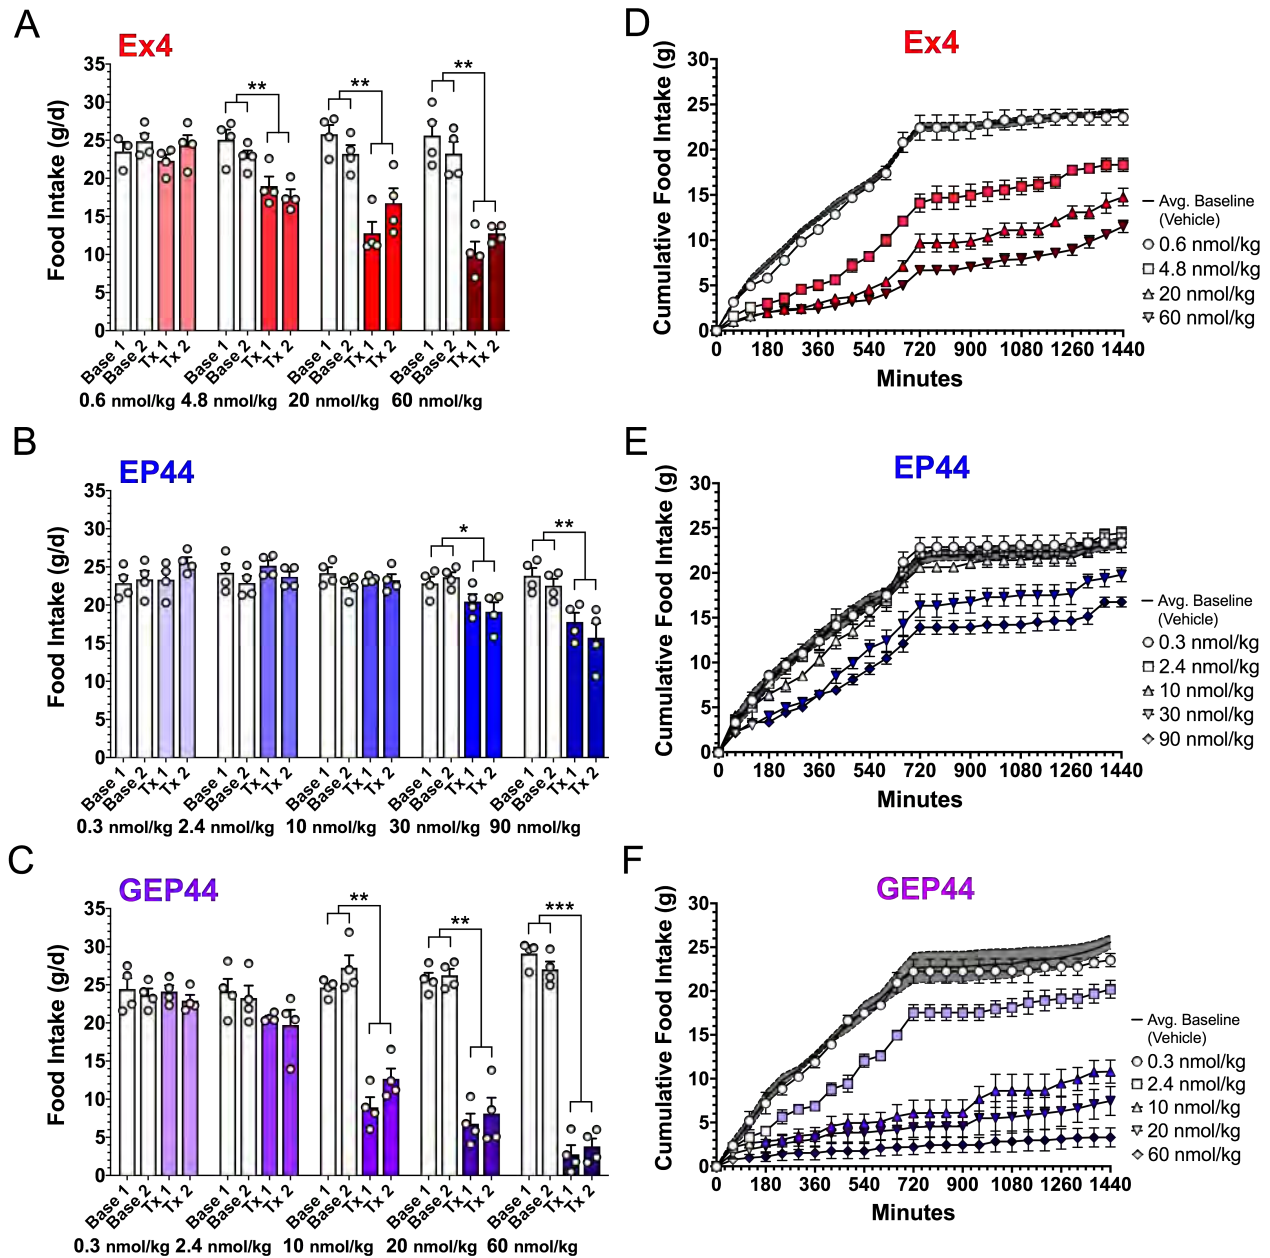 A
Ex4
Food Intake (g/d)
35
30
25
20
15
10
5
0
**
**
**
Base 1 Base 2 Tx 1 Tx 2 Base 1 Base 2 Tx 1 Tx 2 Base 1 Base 2 Tx 1 Tx 2 Base 1 Base 2 Tx 1 Tx 2
0.6 nmol/kg 4.8 nmol/kg 20 nmol/kg 60 nmol/kg
D
Ex4
Cumulative Food Intake (g)
30
25
20
15
10
5
0
0 180 360 540 720 900 1080 1260 1440
Minutes
Avg. Baseline
(Vehicle)
0.6 nmol/kg
4.8 nmol/kg
20 nmol/kg
60 nmol/kg
B
EP44
Food Intake (g/d)
35
30
25
20
15
10
5
0
*
**
Base 1 Base 2 Tx 1 Tx 2 Base 1 Base 2 Tx 1 Tx 2 Base 1 Base 2 Tx 1 Tx 2 Base 1 Base 2 Tx 1 Tx 2 Base 1 Base 2 Tx 1 Tx 2
0.3 nmol/kg 2.4 nmol/kg 10 nmol/kg 30 nmol/kg 90 nmol/kg
E
EP44
Cumulative Food Intake (g)
30
25
20
15
10
5
0
0 180 360 540 720 900 1080 1260 1440
Minutes
Avg. Baseline
(Vehicle)
0.3 nmol/kg
2.4 nmol/kg
10 nmol/kg
30 nmol/kg
90 nmol/kg
C
GEP44
Food Intake (g/d)
35
30
25
20
15
10
5
0
**
**
***
Base 1 Base 2 Tx 1 Tx 2 Base 1 Base 2 Tx 1 Tx 2 Base 1 Base 2 Tx 1 Tx 2 Base 1 Base 2 Tx 1 Tx 2 Base 1 Base 2 Tx 1 Tx 2
0.3 nmol/kg 2.4 nmol/kg 10 nmol/kg 20 nmol/kg 60 nmol/kg
F
GEP44
Cumulative Food Intake (g)
30
25
20
15
10
5
0
0 180 360 540 720 900 1080 1260 1440
Minutes
Avg. Baseline
(Vehicle)
0.3 nmol/kg
2.4 nmol/kg
10 nmol/kg
20 nmol/kg
60 nmol/kg